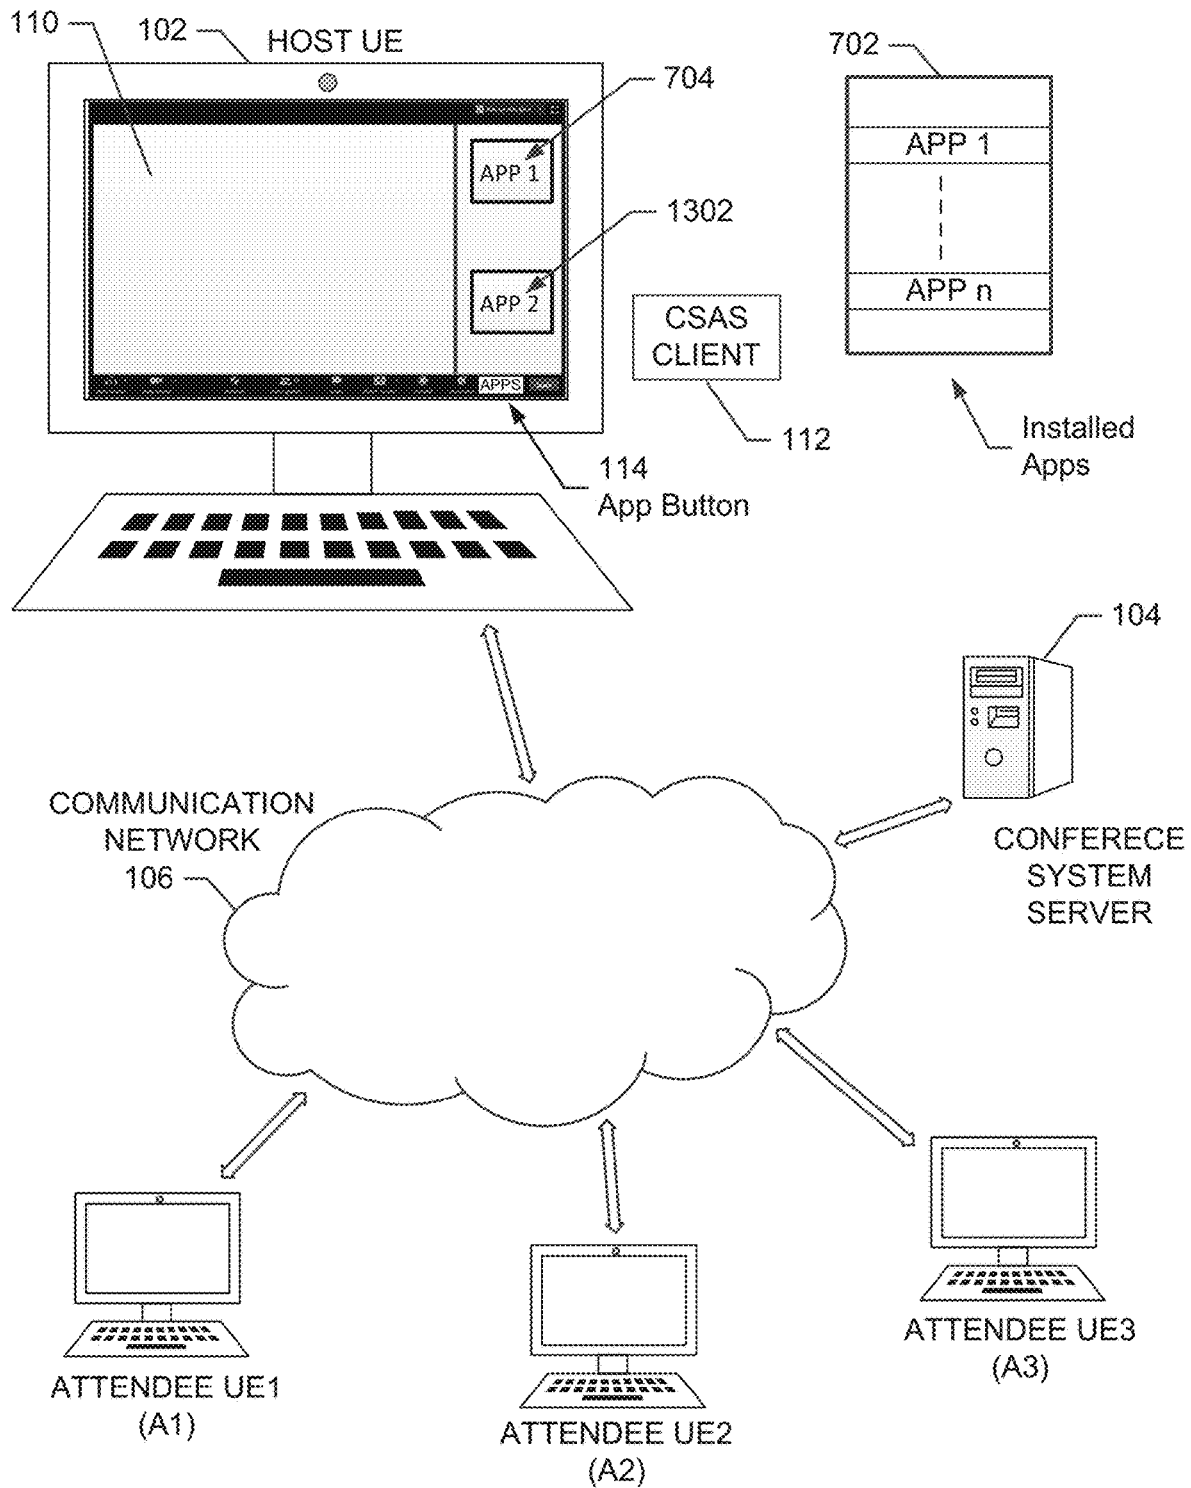 110
102
HOST UE
702
704
APP 1
APP 1
1302
APP 2
APP n
CSAS
CLIENT
APPS
112
Installed
Apps
114
App Button
104
COMMUNICATION
NETWORK
106
CONFERECE
SYSTEM
SERVER
ATTENDEE UE1
(A1)
ATTENDEE UE2
(A2)
ATTENDEE UE3
(A3)